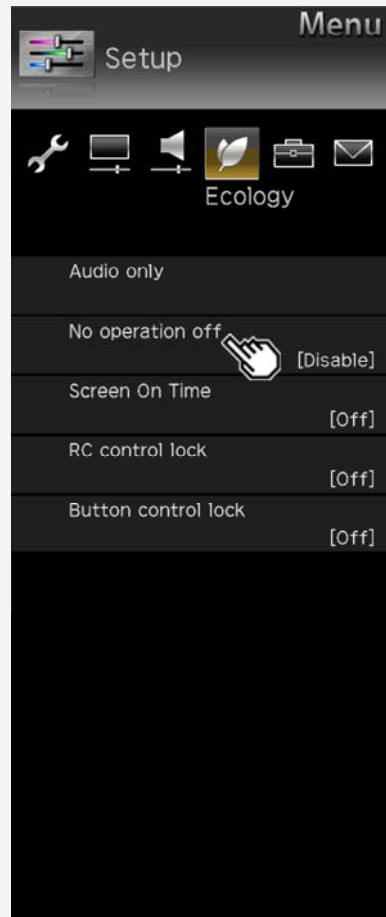 Menu
Setup
Ecology
Audio only
No operation off
[Disable]
Screen On Time
[Off]
RC control lock
[Off]
Button control lock
[Off]